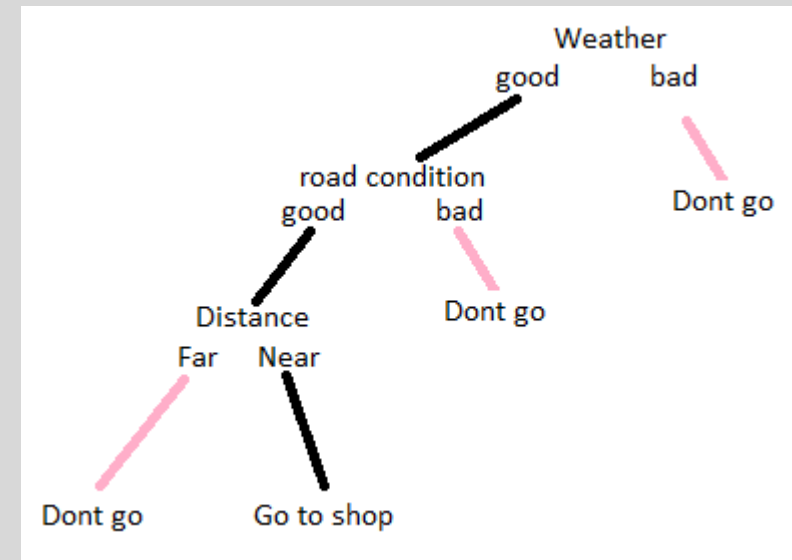 Weather
good bad
road condition
good bad
Dont go
Distance
Dont go
Far Near
Dont go Go to shop